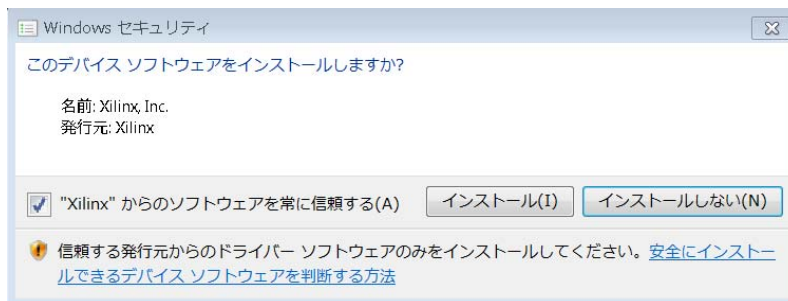 Windows セキュリティ
このデバイス ソフトウェアをインストールしますか?
名前: Xilinx, Inc.
発行元: Xilinx
"Xilinx" からのソフトウェアを常に信頼する(A)
インストール(I)
インストールしない(N)
信頼する発行元からのドライバー ソフトウェアのみをインストールしてください。安全にインストー
ルできるデバイス ソフトウェアを判断する方法